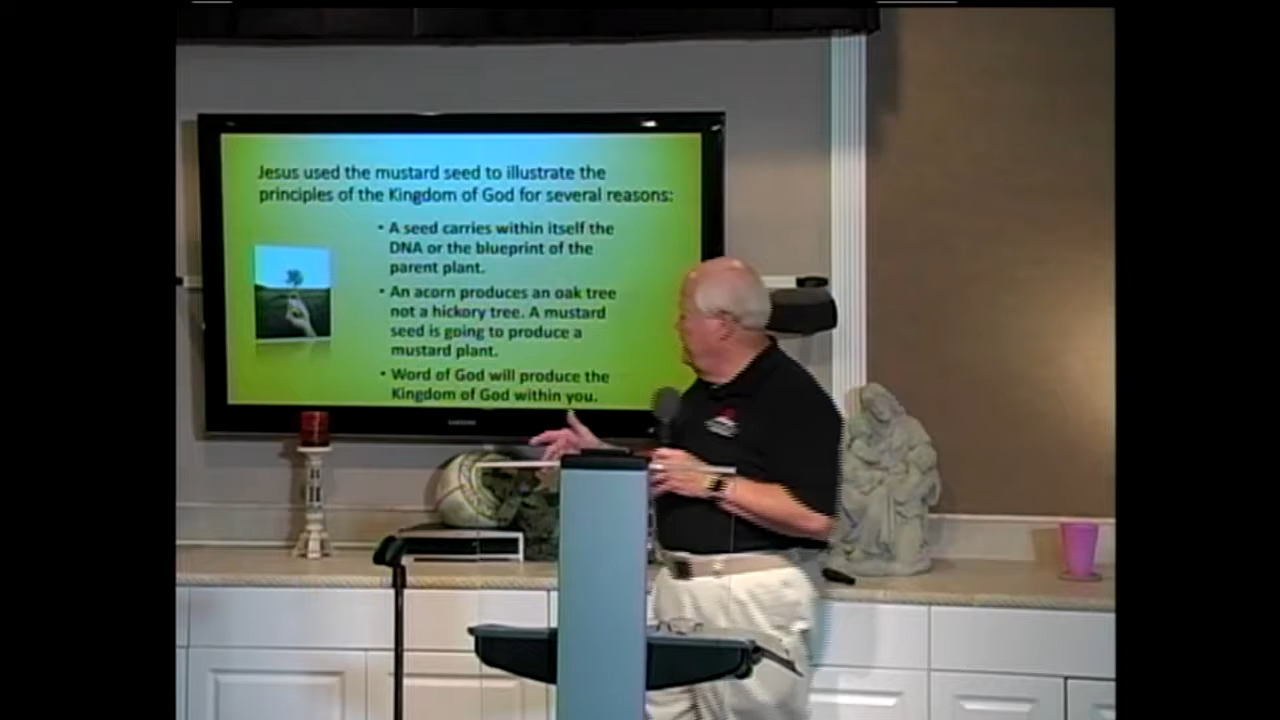 Jesus used the mustard seed to illustrate the
principles of the Kingdom of God for several reasons:
• A seed carries within itself the
DNA or the blueprint of the
parent plant.
• An acorn produces an oak tree
not a hickory tree. A mustard
seed is going to produce a
mustard plant.
• Word of God will produce the
Kingdom of God within you.
SAMSUNG